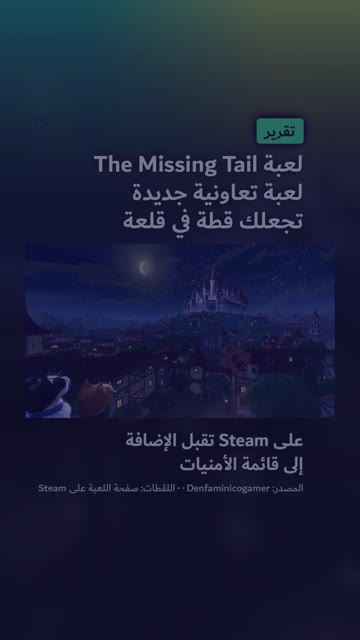 تقرير
لعبة The Missing Tail
لعبة تعاونية جديدة
تجعلك قطة في قلعة
على Steam تقبل الإضافة
إلى قائمة الأمنيات
المصدر: Denfaminicogamer · · اللقطات: صفحة اللعبة على Steam